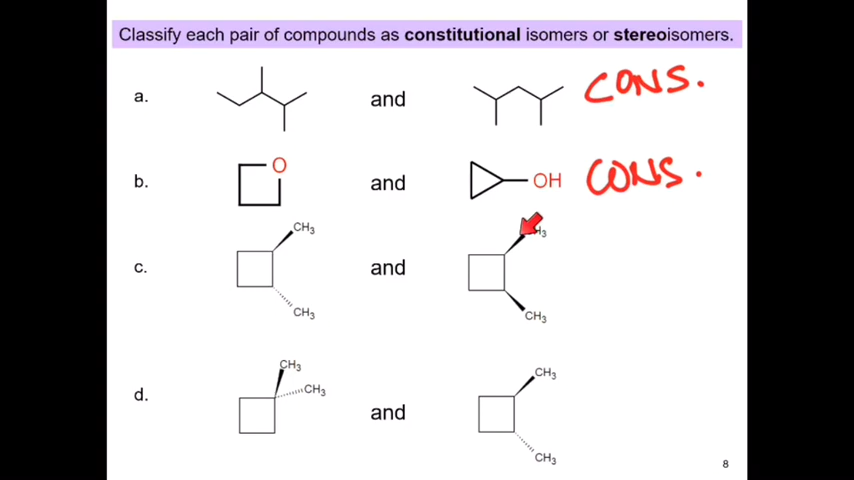 Classify each pair of compounds as constitutional isomers or stereoisomers.
a. and CONS.
b. O and OH CONS.
CH3
c. and
CH3 CH3
CH3 CH3
d. CH3 and
CH3
CH3
8